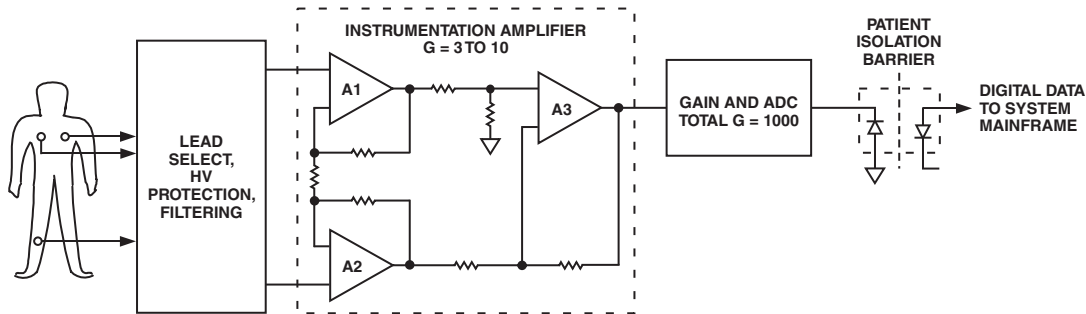 INSTRUMENTATION AMPLIFIER
G = 3 TO 10
A1
A2
A3
LEAD
SELECT,
HV
PROTECTION,
FILTERING
GAIN AND ADC
TOTAL G = 1000
PATIENT
ISOLATION
BARRIER
DIGITAL DATA
TO SYSTEM
MAINFRAME